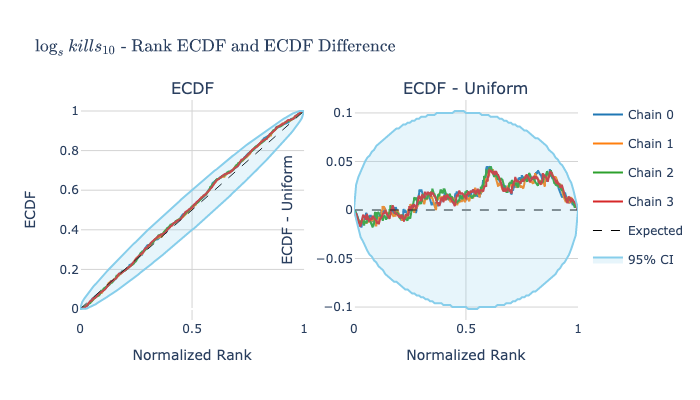 log_s kills_10 - Rank ECDF and ECDF Difference
ECDF
ECDF - Uniform
1
0.8
0.6
0.4
0.2
0
ECDF
0
0.5
1
Normalized Rank
0.1
0.05
0
−0.05
−0.1
ECDF - Uniform
0
0.5
1
Normalized Rank
Chain 0
Chain 1
Chain 2
Chain 3
Expected
95% CI